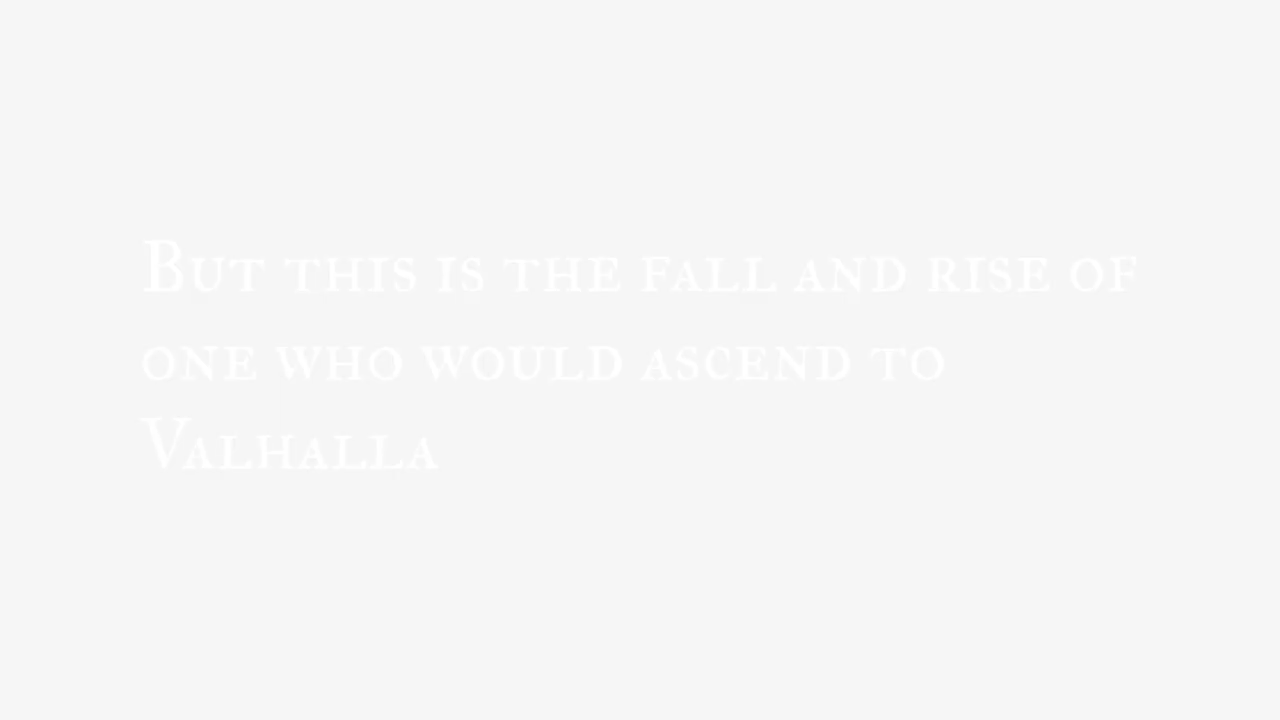 But this is the fall and rise of
one who would ascend to
Valhalla